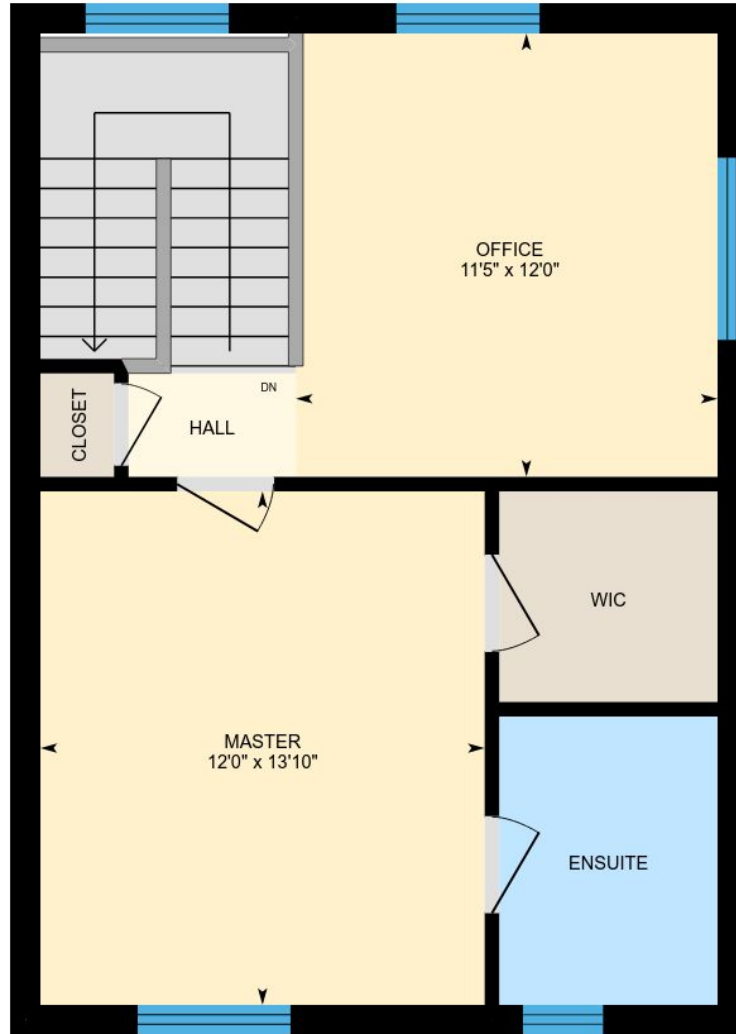 OFFICE
11'5" x 12'0"
DN
HALL
CLOSET
WIC
MASTER
12'0" x 13'10"
ENSUITE